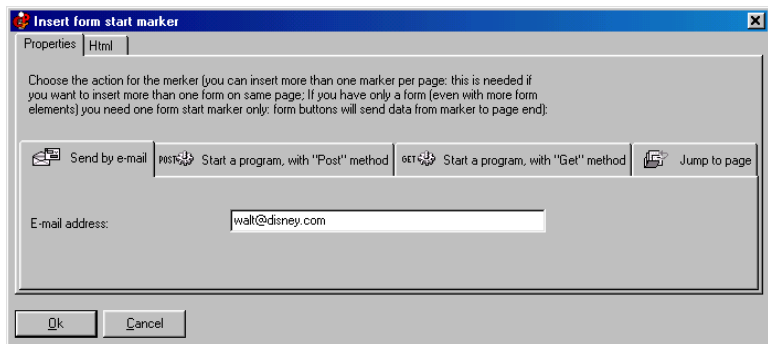 Insert form start marker
Properties Html
Choose the action for the merker (you can insert more than one marker per page: this is needed if
you want to insert more than one form on same page; If you have only a form (even with more form
elements) you need one form start marker only: form buttons will send data from marker to page end):
Send by e-mail POST Start a program, with "Post" method GET Start a program, with "Get" method Jump to page
E-mail address: walt@disney.com
Ok Cancel